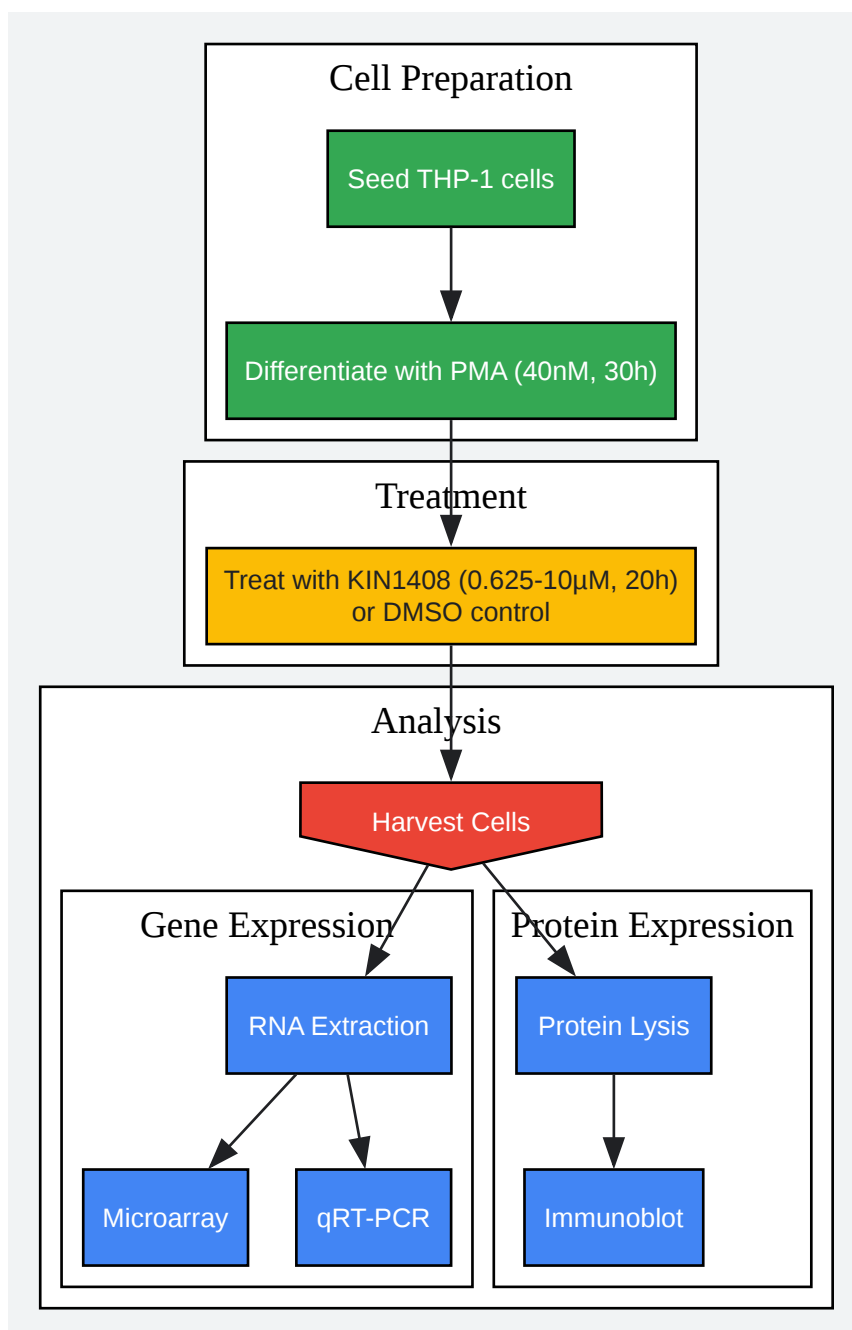 Cell Preparation
Seed THP-1 cells
Differentiate with PMA (40nM, 30h)
Treatment
Treat with KIN1408 (0.625-10µM, 20h)
or DMSO control
Analysis
Harvest Cells
Gene Expression
RNA Extraction
Microarray
qRT-PCR
Protein Expression
Protein Lysis
Immunoblot